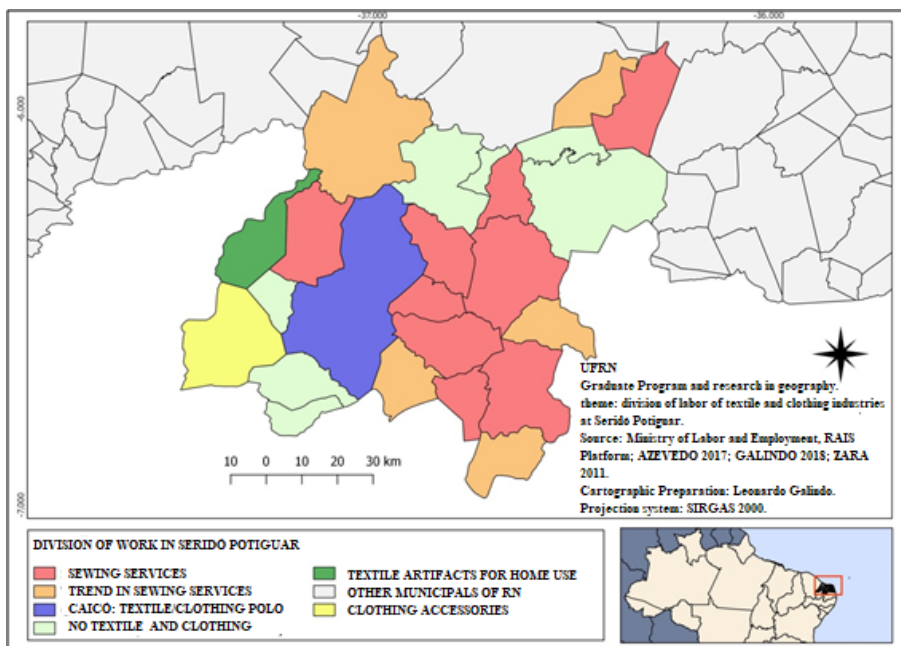 -37.000
-36.000
-6.000
-7.000
UFRN
Graduate Program and research in geography.
theme: division of labor of textile and clothing industries
at Seridó Potiguar.
Source: Ministry of Labor and Employment, RAIS
Platform; AZEVEDO 2017; GALINDO 2018; ZARA
2011.
Cartographic Preparation: Leonardo Galindo.
Projection system: SIRGAS 2000.
10 0 10 20 30 km
DIVISION OF WORK IN SERIDÓ POTIGUAR
SEWING SERVICES
TREND IN SEWING SERVICES
CAICÓ: TEXTILE/CLOTHING POLO
NO TEXTILE AND CLOTHING
TEXTILE ARTIFACTS FOR HOME USE
OTHER MUNICIPALS OF RN
CLOTHING ACCESSORIES